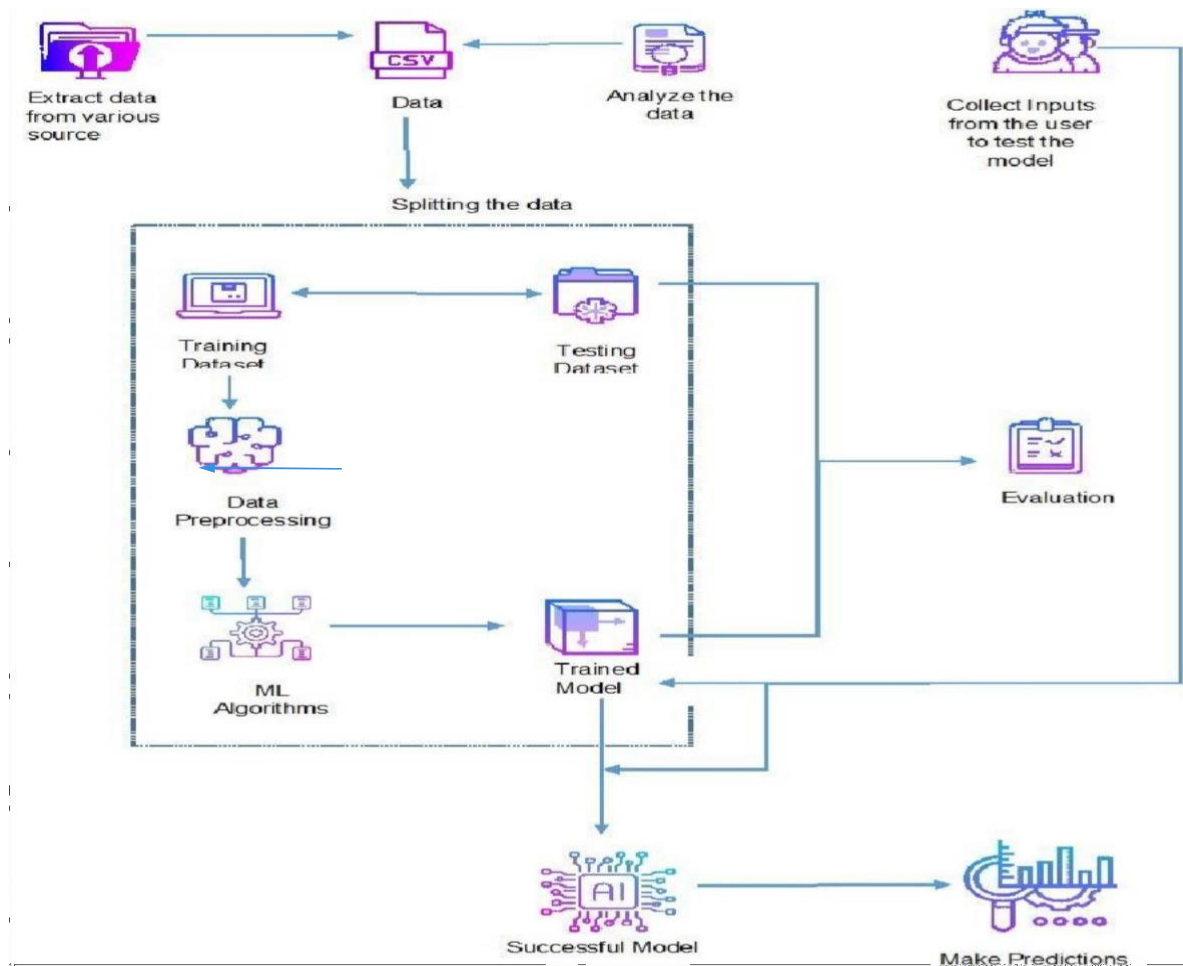 Extract data
from various
source
CSV
Data
Analyze the
data
Collect Inputs
from the user
to test the
model
Splitting the data
Training
Dataset
Testing
Dataset
Data
Preprocessing
Evaluation
ML
Algorithms
Trained
Model
AI
Successful Model
Make Predictions